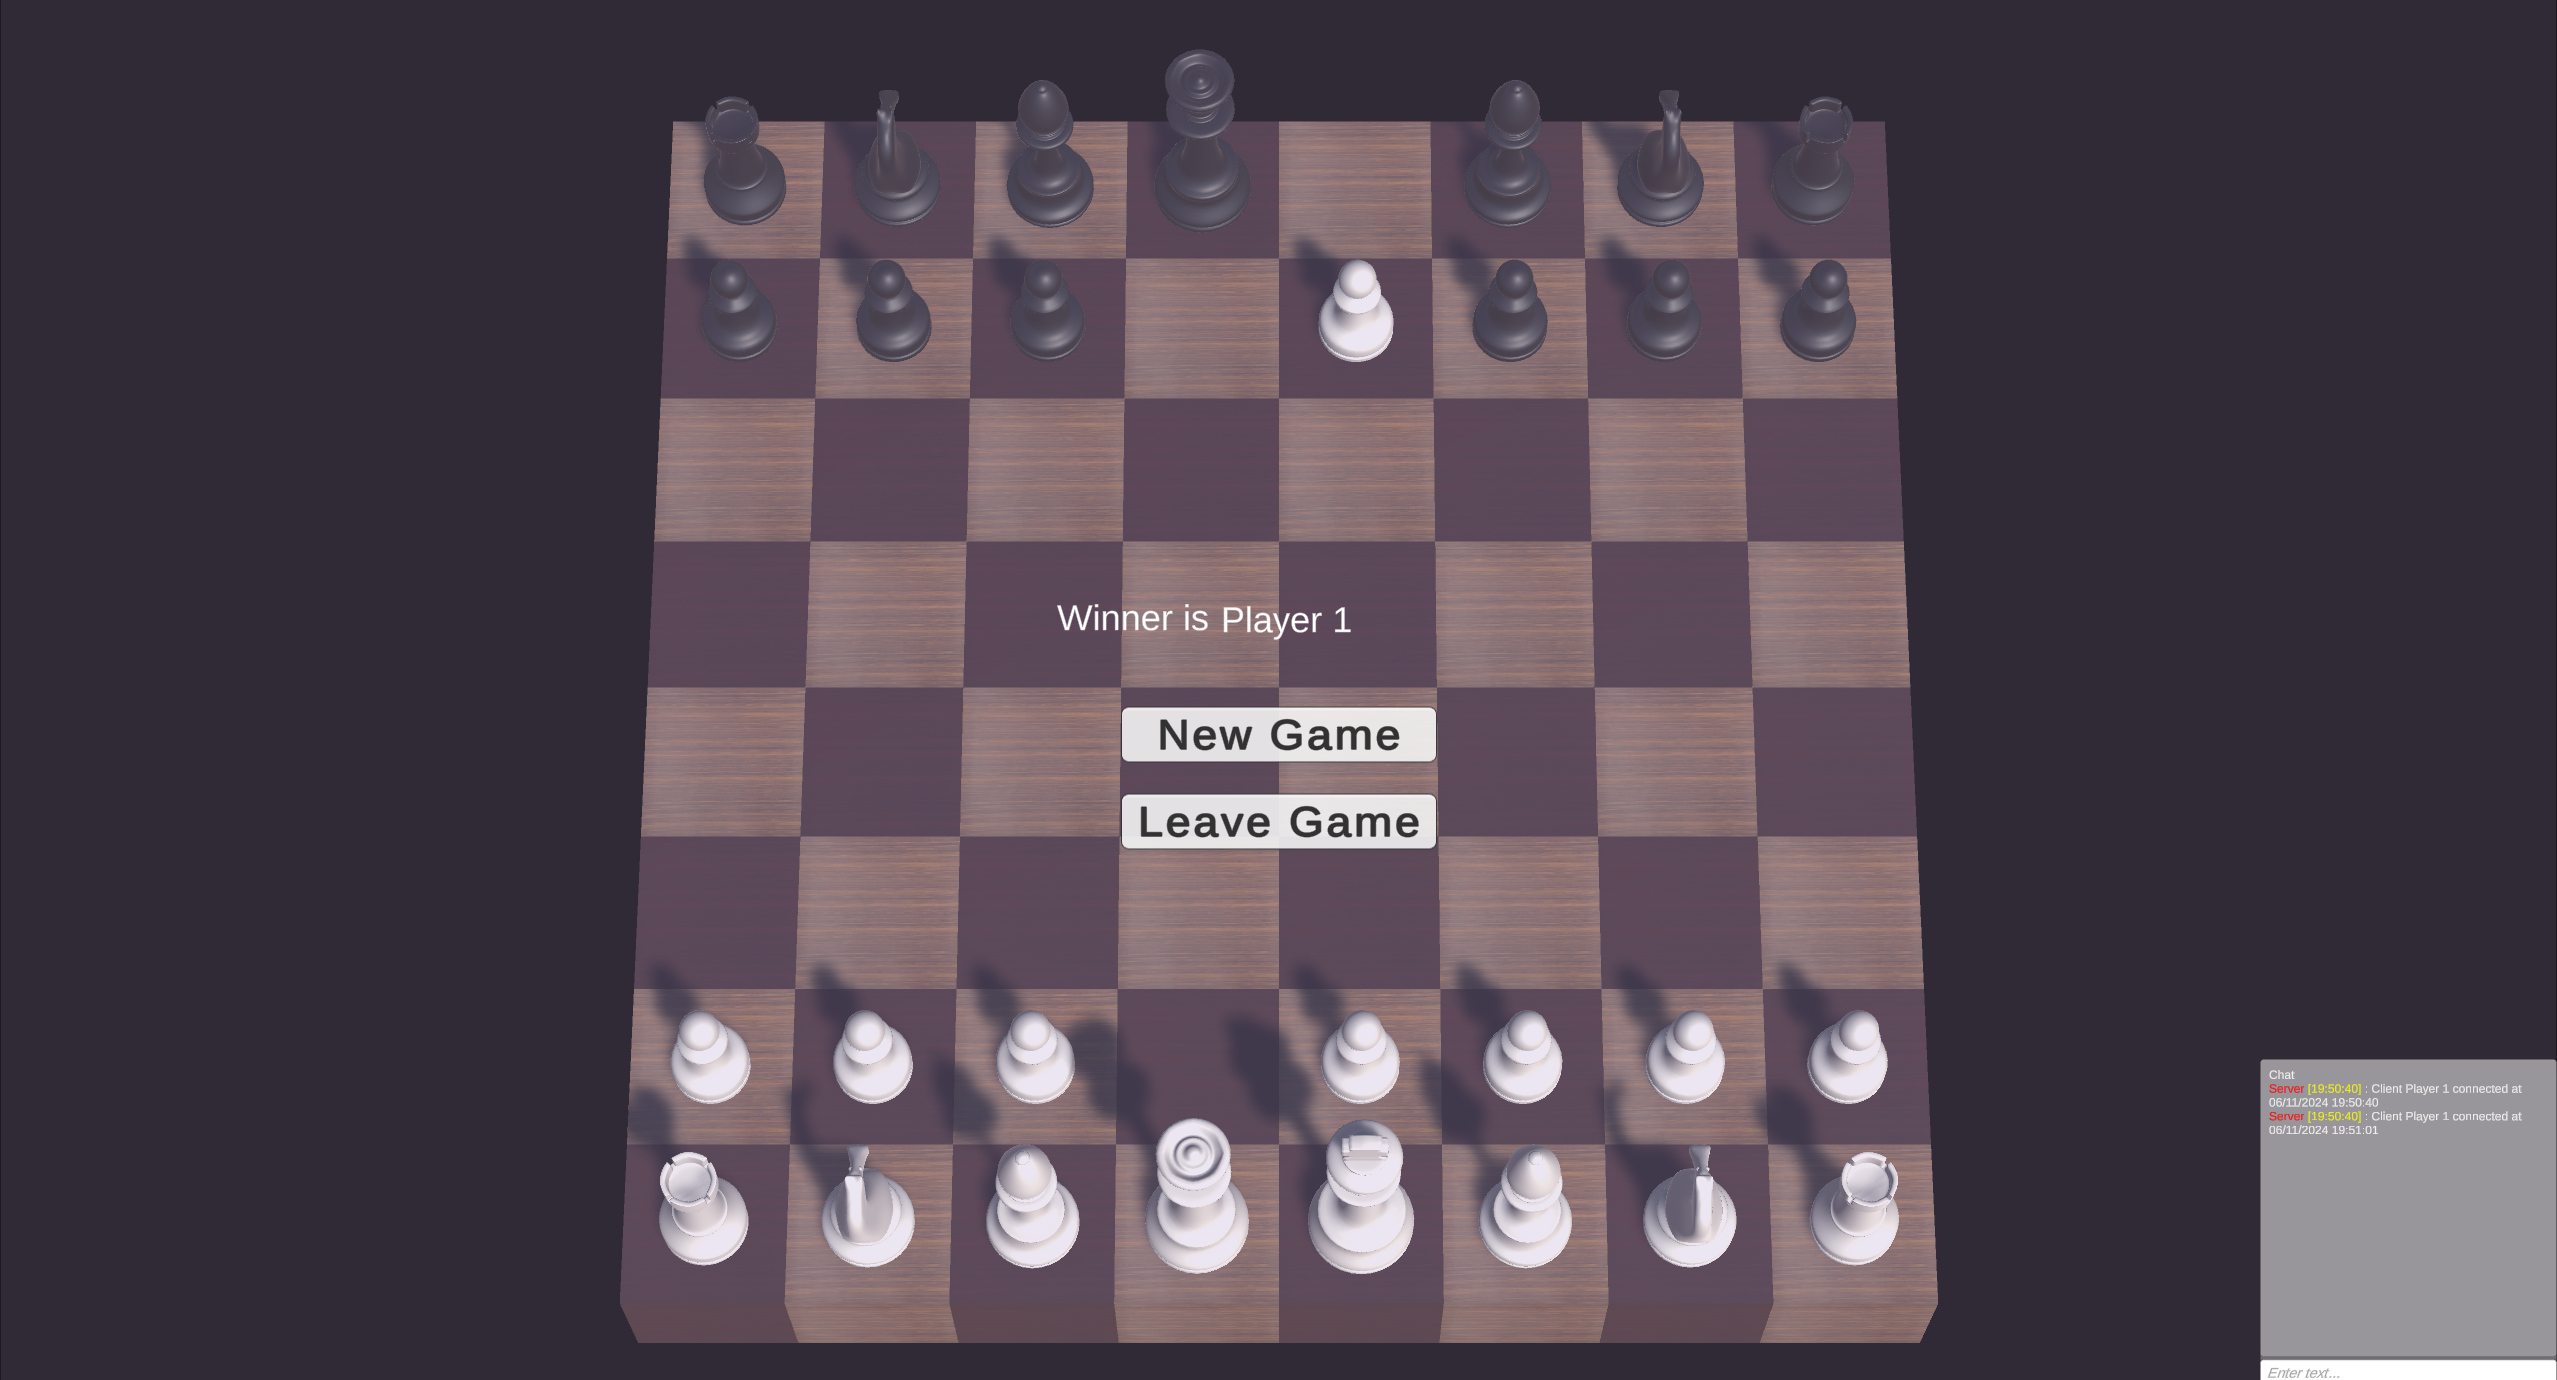 Winner is Player 1
New Game
Leave Game
Chat
Server [19:50:40] : Client Player 1 connected at
06/11/2024 19:50:40
Server [19:50:40] : Client Player 1 connected at
06/11/2024 19:51:01
Enter text...